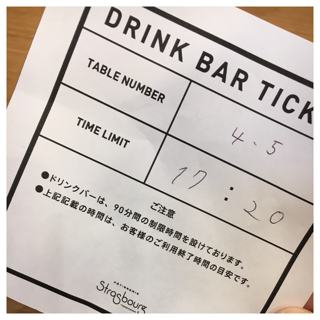 DRINK BAR TICK
TABLE NUMBER
4.5
TIME LIMIT
17:20
ご注意
●ドリンクバーは、90分間の制限時間を設けております。
●上記記載の時間は、お客様のご利用終了時間の目安です。
Strasbourg